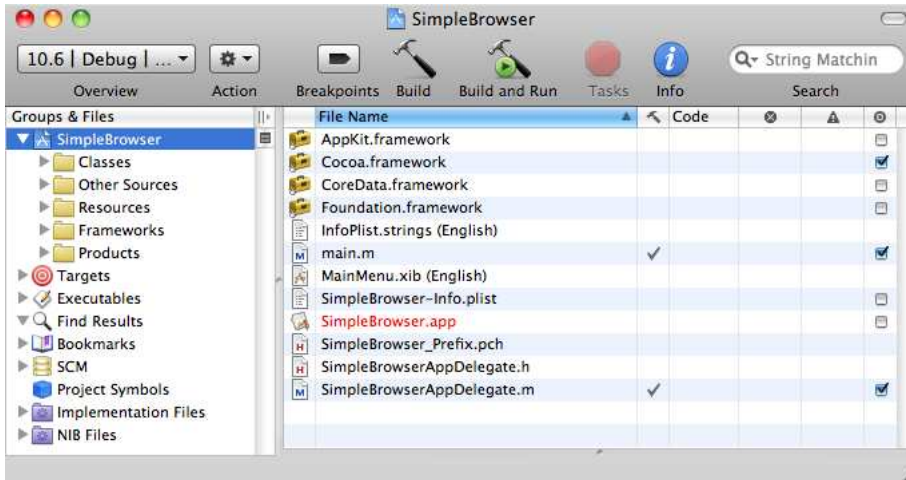 SimpleBrowser
10.6 | Debug | ...
String Matchin
Overview
Action
Breakpoints
Build
Build and Run
Tasks
Info
Search
Groups & Files
SimpleBrowser
Classes
Other Sources
Resources
Frameworks
Products
Targets
Executables
Find Results
Bookmarks
SCM
Project Symbols
Implementation Files
NIB Files
File Name
Code
AppKit.framework
Cocoa.framework
CoreData.framework
Foundation.framework
InfoPlist.strings (English)
main.m
MainMenu.xib (English)
SimpleBrowser-Info.plist
SimpleBrowser.app
SimpleBrowser_Prefix.pch
SimpleBrowserAppDelegate.h
SimpleBrowserAppDelegate.m